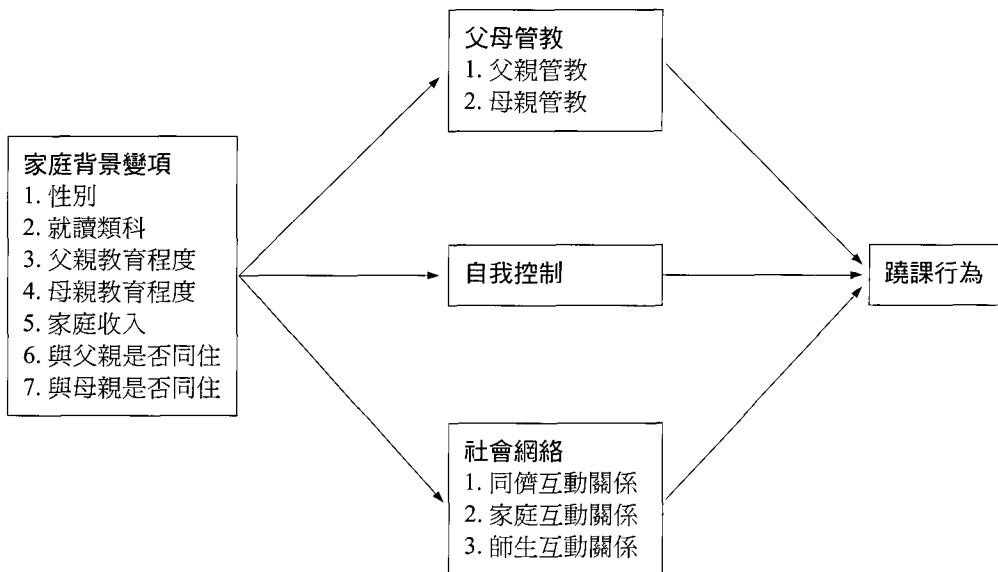 家庭背景變項
1. 性別
2. 就讀類科
3. 父親教育程度
4. 母親教育程度
5. 家庭收入
6. 與父親是否同住
7. 與母親是否同住
父母管教
1. 父親管教
2. 母親管教
自我控制
社會網絡
1. 同儕互動關係
2. 家庭互動關係
3. 師生互動關係
蹺課行為